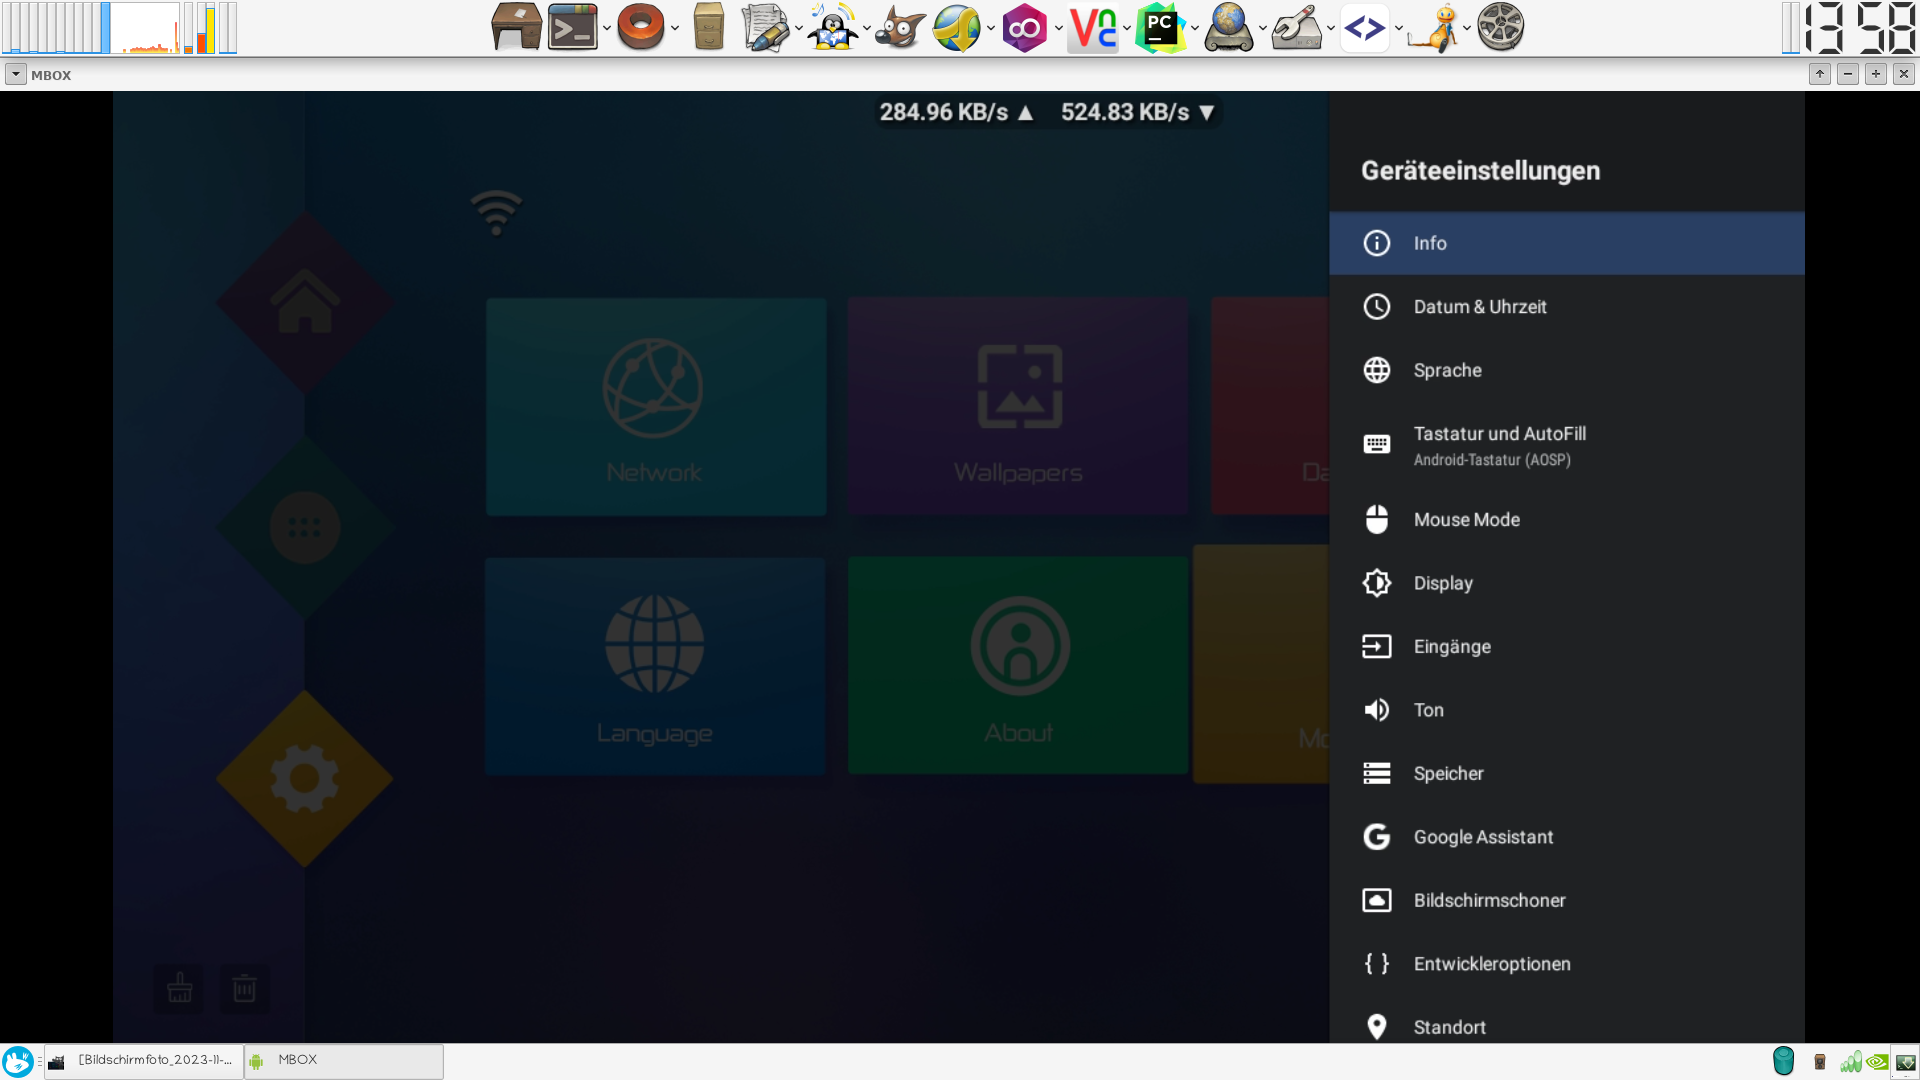 13 58
MBOX
284.96 KB/s ▲ 524.83 KB/s ▼
Geräteeinstellungen
Info
Datum & Uhrzeit
Sprache
Tastatur und AutoFill
Android-Tastatur (AOSP)
Mouse Mode
Display
Eingänge
Ton
Speicher
Google Assistant
Bildschirmschoner
Entwickleroptionen
Standort
Network
Wallpapers
Da
Language
About
Mo
[Bildschirmfoto_2023-11-...
MBOX